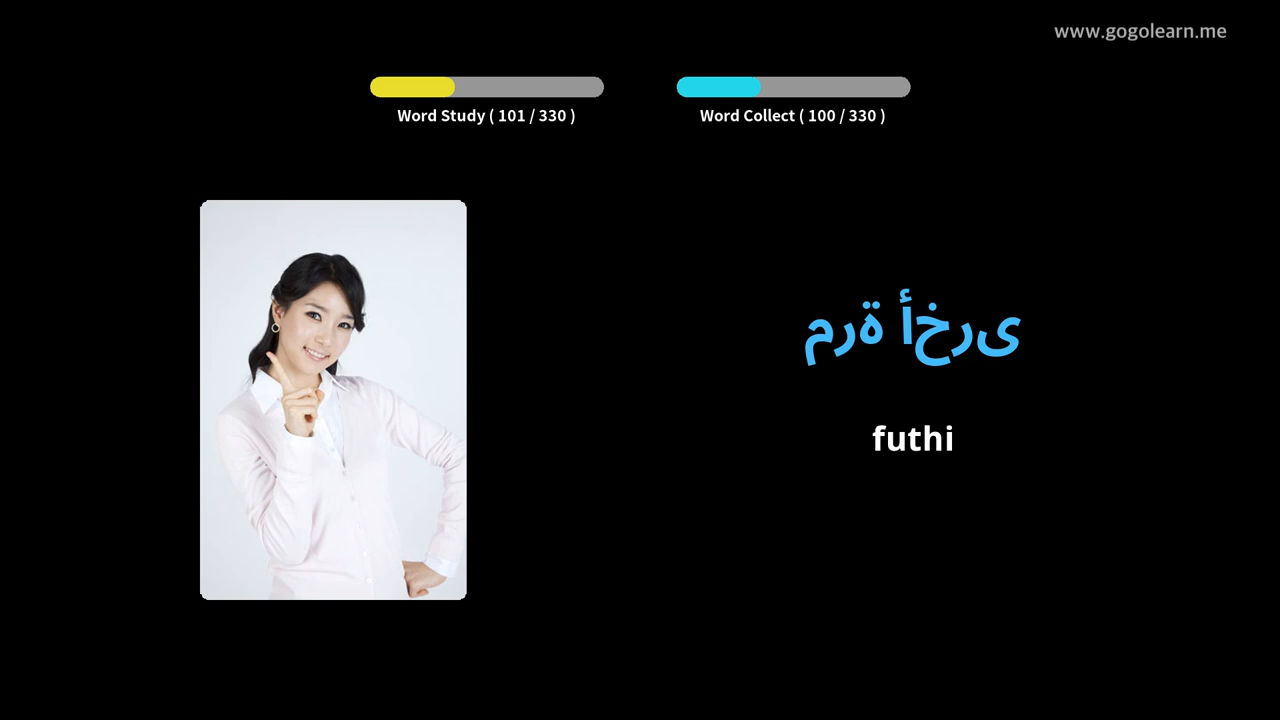 www.gogolearn.me
Word Study ( 101 / 330 )
Word Collect ( 100 / 330 )
مرة أخرى
futhi